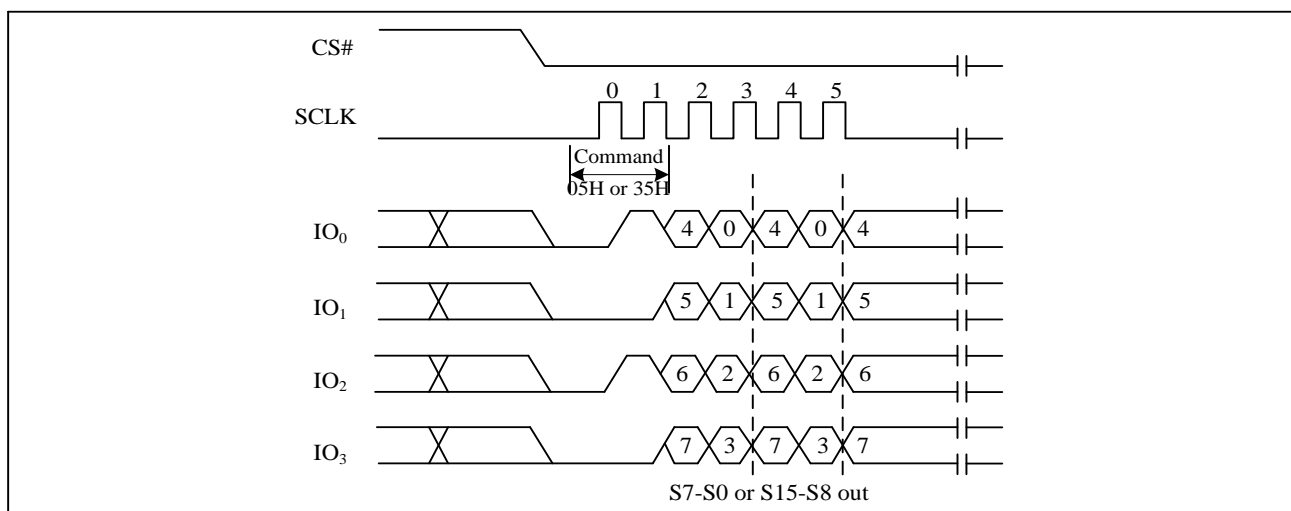 CS#
0 1 2 3 4 5
SCLK
Command
05H or 35H
IO0 4 0 4 0 4
IO1 5 1 5 1 5
IO2 6 2 6 2 6
IO3 7 3 7 3 7
S7-S0 or S15-S8 out